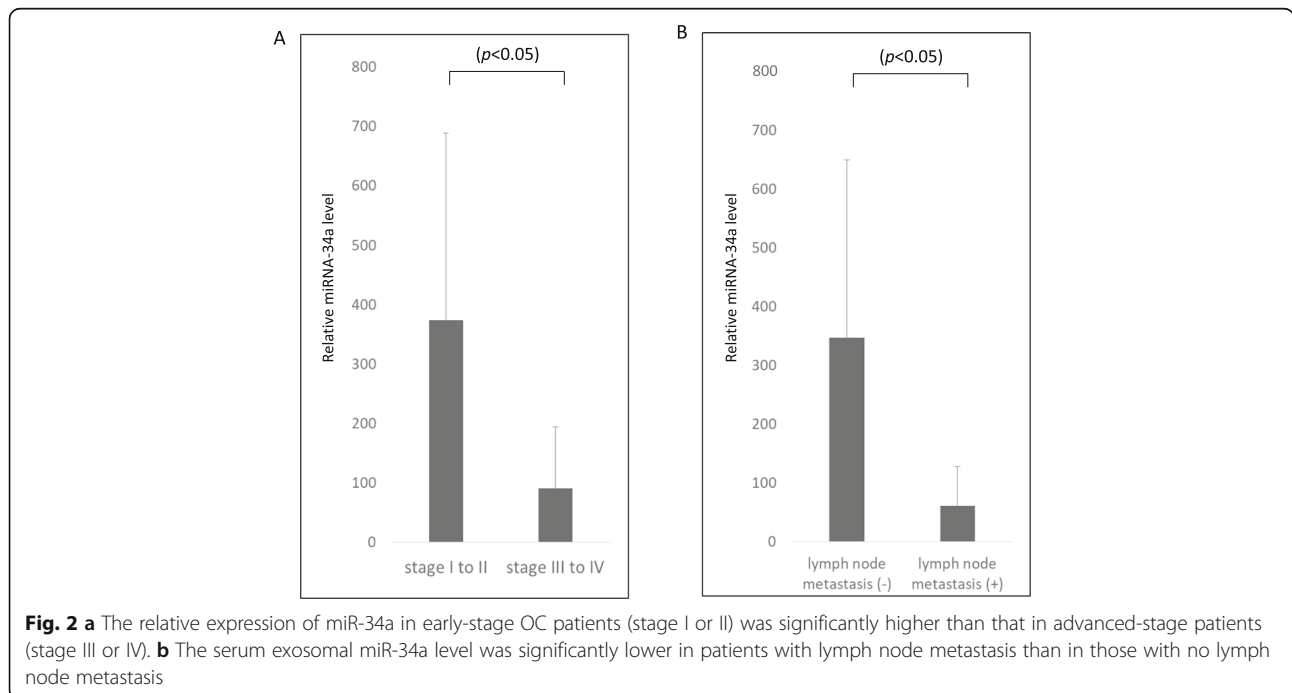 A
(p<0.05)
800
700
600
500
400
300
200
100
0
Relative miRNA-34a level
stage I to II
stage III to IV
B
(p<0.05)
800
700
600
500
400
300
200
100
0
Relative miRNA-34a level
lymph node
metastasis (-)
lymph node
metastasis (+)
Fig. 2 a The relative expression of miR-34a in early-stage OC patients (stage I or II) was significantly higher than that in advanced-stage patients
(stage III or IV). b The serum exosomal miR-34a level was significantly lower in patients with lymph node metastasis than in those with no lymph
node metastasis